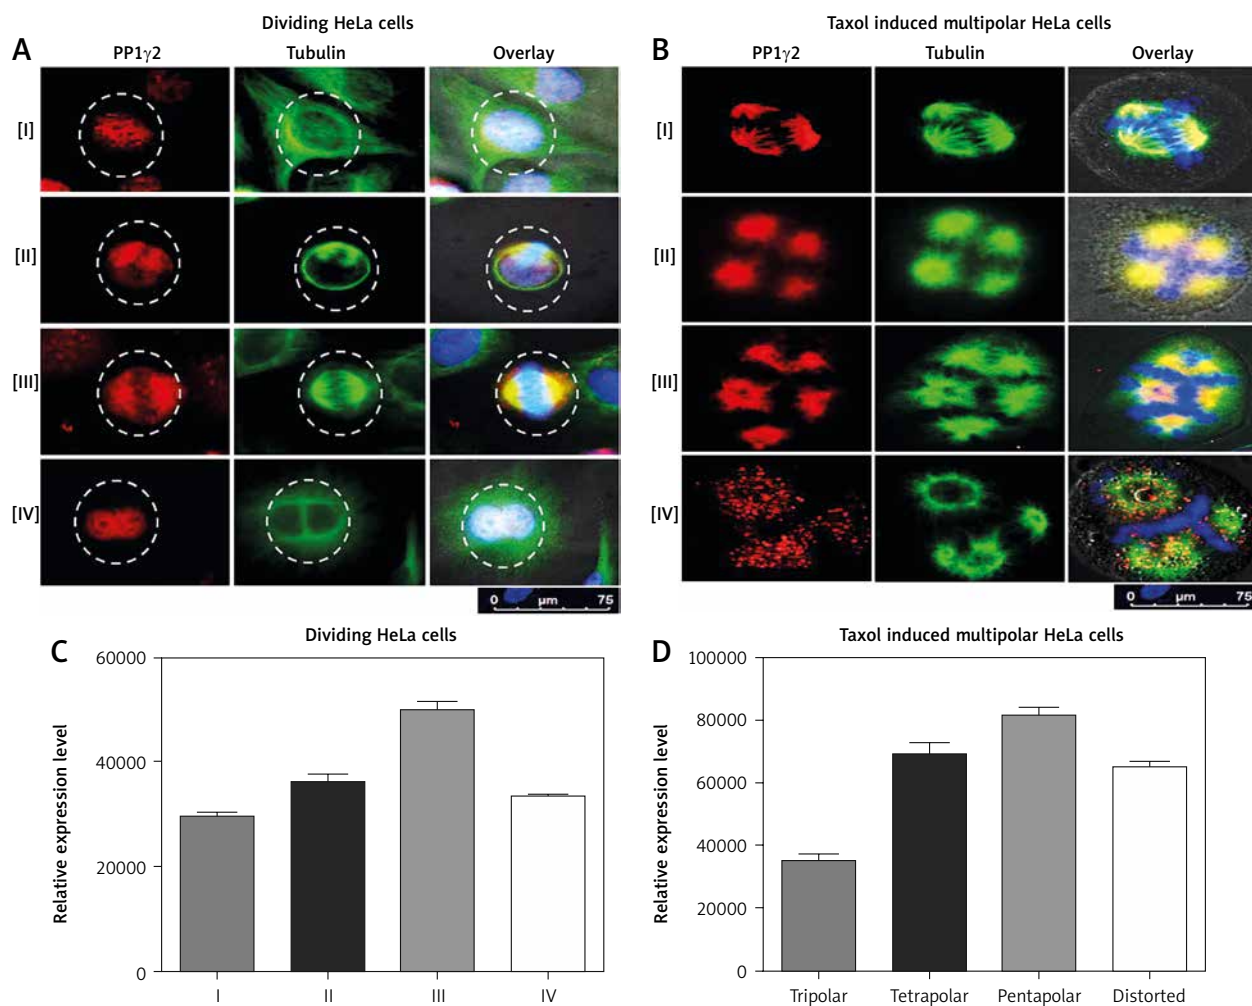 Dividing HeLa cells
A
PP1γ2 Tubulin Overlay
[I]
[II]
[III]
[IV]
0 µm 75
Taxol induced multipolar HeLa cells
B
PP1γ2 Tubulin Overlay
[I]
[II]
[III]
[IV]
0 µm 75
C
Dividing HeLa cells
Relative expression level
60000
40000
20000
0
I II III IV
D
Taxol induced multipolar HeLa cells
Relative expression level
100000
80000
60000
40000
20000
0
Tripolar Tetrapolar Pentapolar Distorted